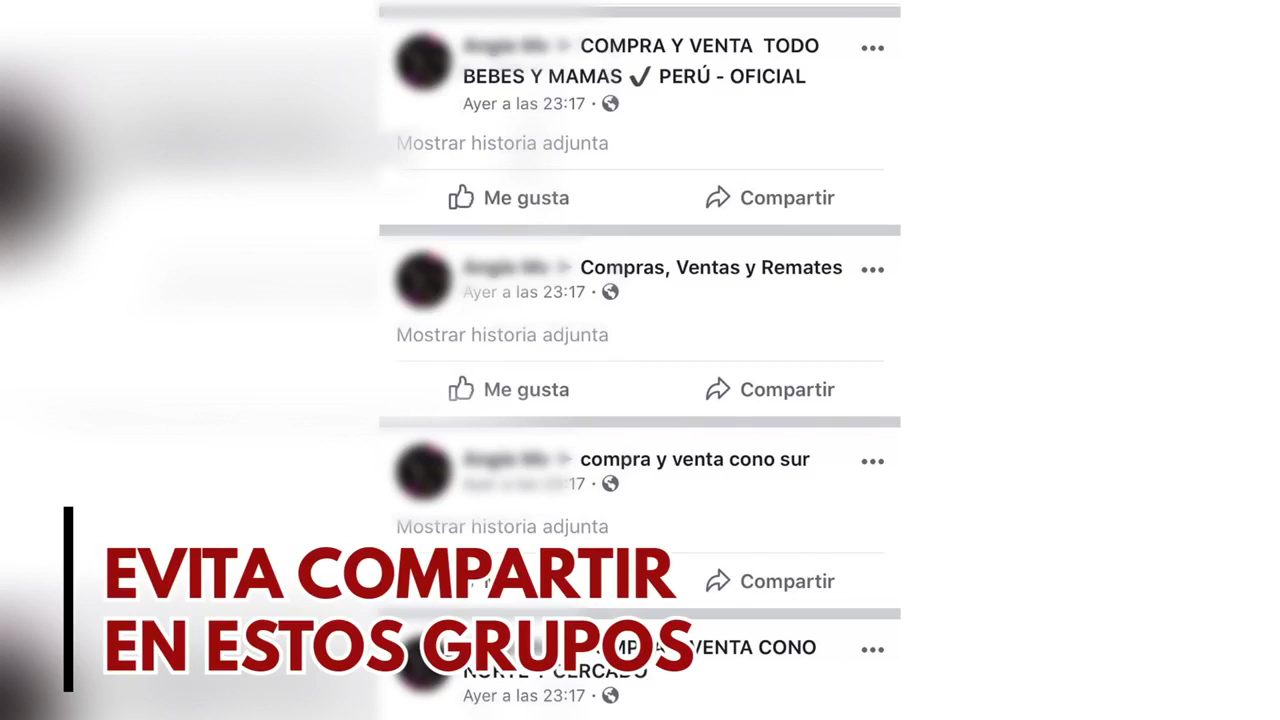 COMPRA Y VENTA TODO
BEBES Y MAMAS ✔ PERÚ - OFICIAL
Ayer a las 23:17 ·
Mostrar historia adjunta
Me gusta
Compartir
Compras, Ventas y Remates
Ayer a las 23:17 ·
Mostrar historia adjunta
Me gusta
Compartir
compra y venta cono sur
:17 ·
Mostrar historia adjunta
Compartir
EVITA COMPARTIR
EN ESTOS GRUPOS
VENTA CONO
Ayer a las 23:17 ·